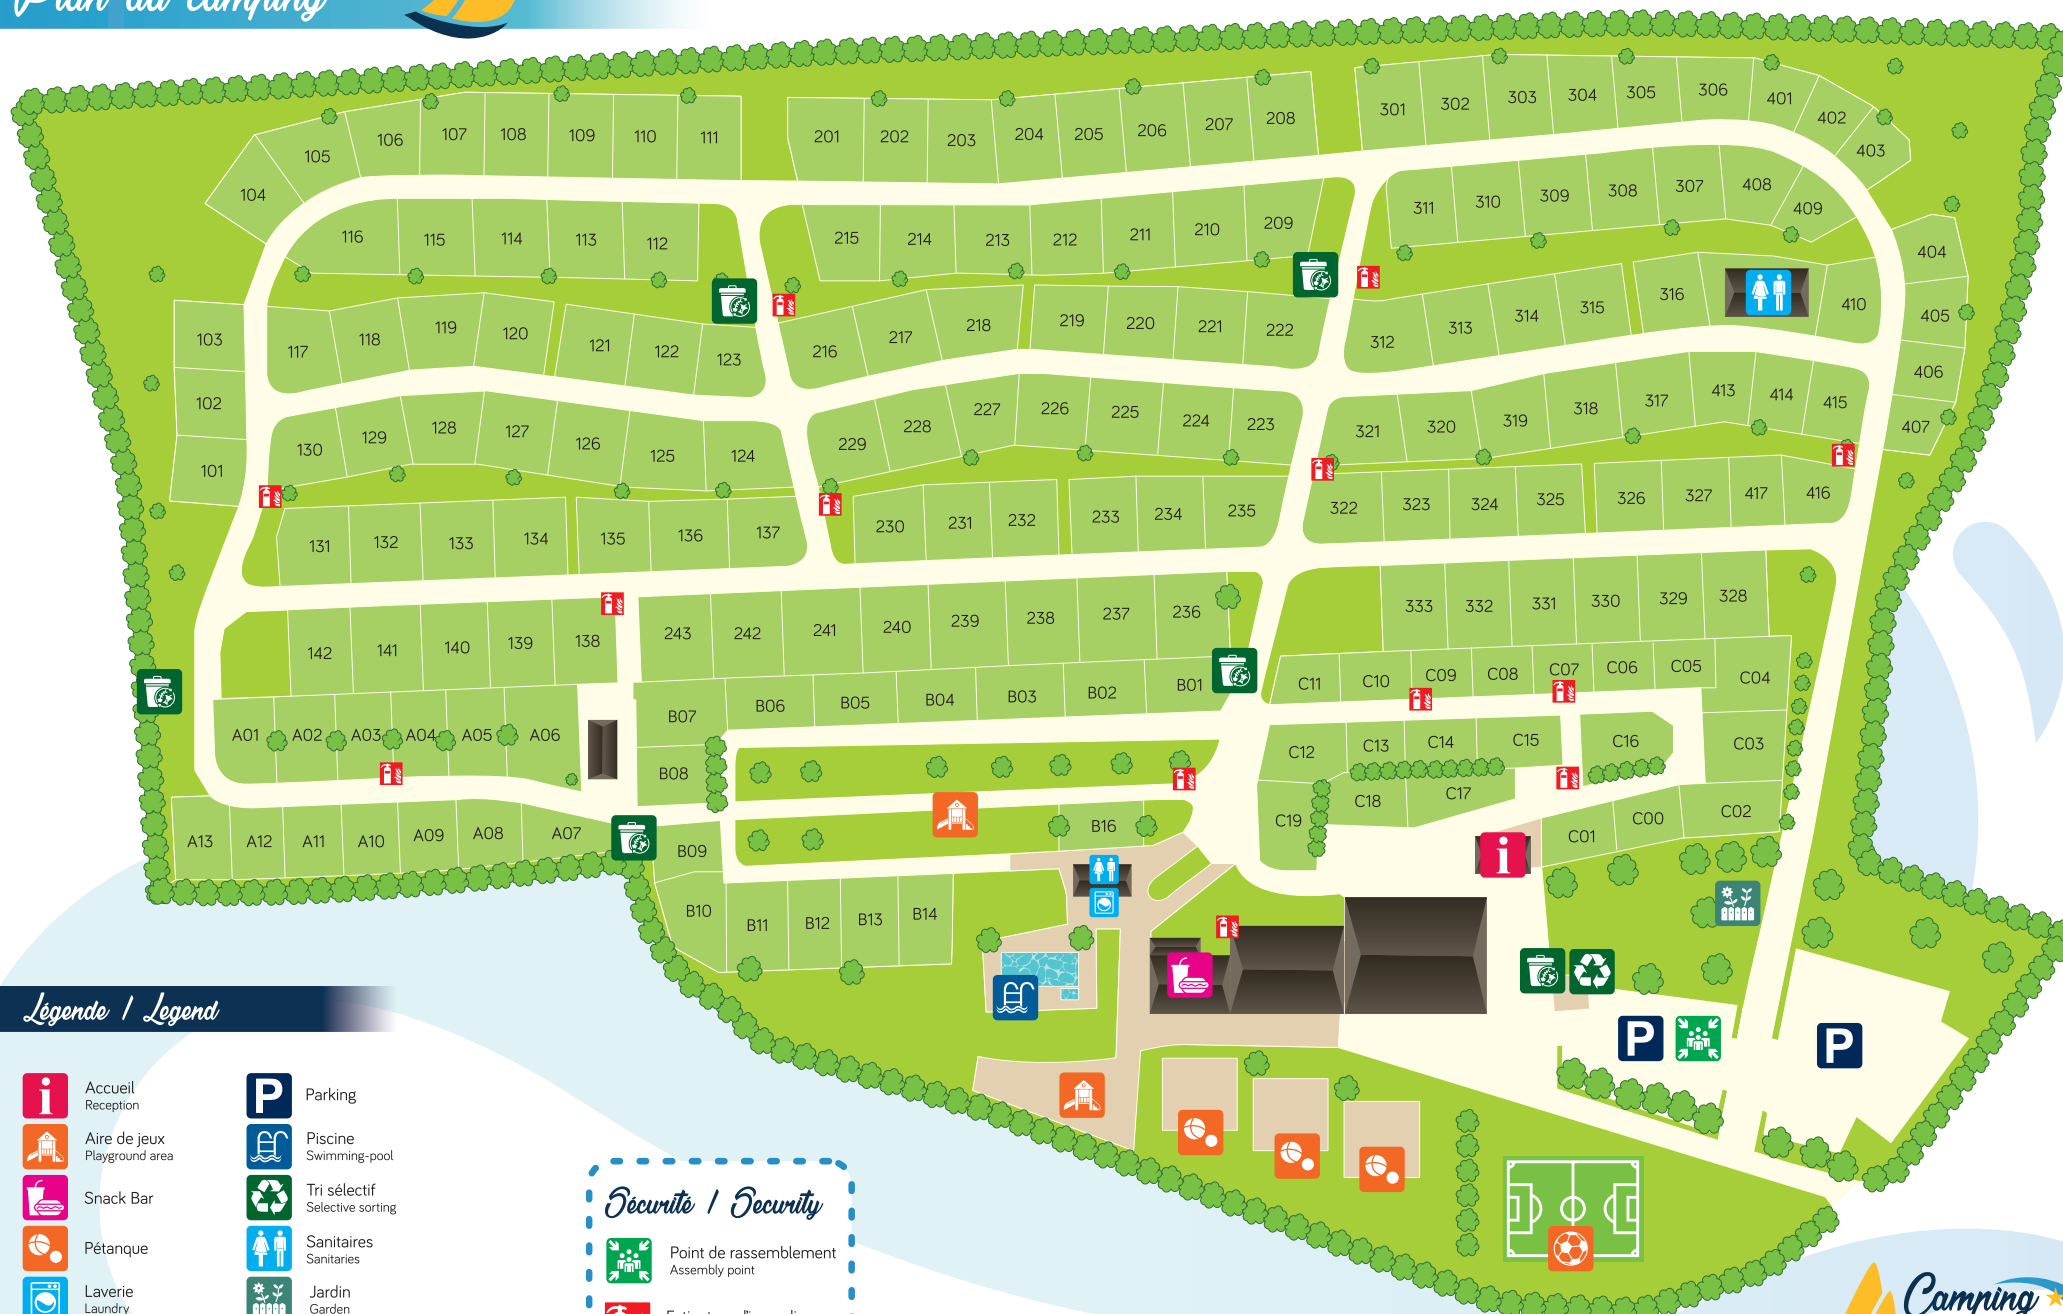 Plan du camping
301 302 303 304 305 306 401 402 403
104 105 106 107 108 109 110 111
201 202 203 204 205 206 207 208
116 115 114 113 112
215 214 213 212 211 210 209
311 310 309 308 307 408 409
404
405
406
407
103
102
101
117 118 119 120 121 122 123
216 217 218 219 220 221 222
312 313 314 315 316 410
130 129 128 127 126 125 124
229 228 227 226 225 224 223
321 320 319 318 317 413 414 415
131 132 133 134 135 136 137
230 231 232 233 234 235
322 323 324 325 326 327 417 416
142 141 140 139 138
243 242 241 240 239 238 237 236
333 332 331 330 329 328
A01 A02 A03 A04 A05 A06
B07 B06 B05 B04 B03 B02 B01
C11 C10 C09 C08 C07 C06 C05 C04
B08
C12 C13 C14 C15 C16 C03
C19 C18 C17
C01 C00 C02
A13 A12 A11 A10 A09 A08 A07
B09
B16
B10 B11 B12 B13 B14
i
P
P
Légende / Legend
i
Accueil
Reception
Aire de jeux
Playground area
Snack Bar
Pétanque
Laverie
Laundry
P
Parking
Piscine
Swimming-pool
Tri sélectif
Selective sorting
Sanitaires
Sanitaries
Jardin
Garden
Sécurité / Security
Point de rassemblement
Assembly point
Camping